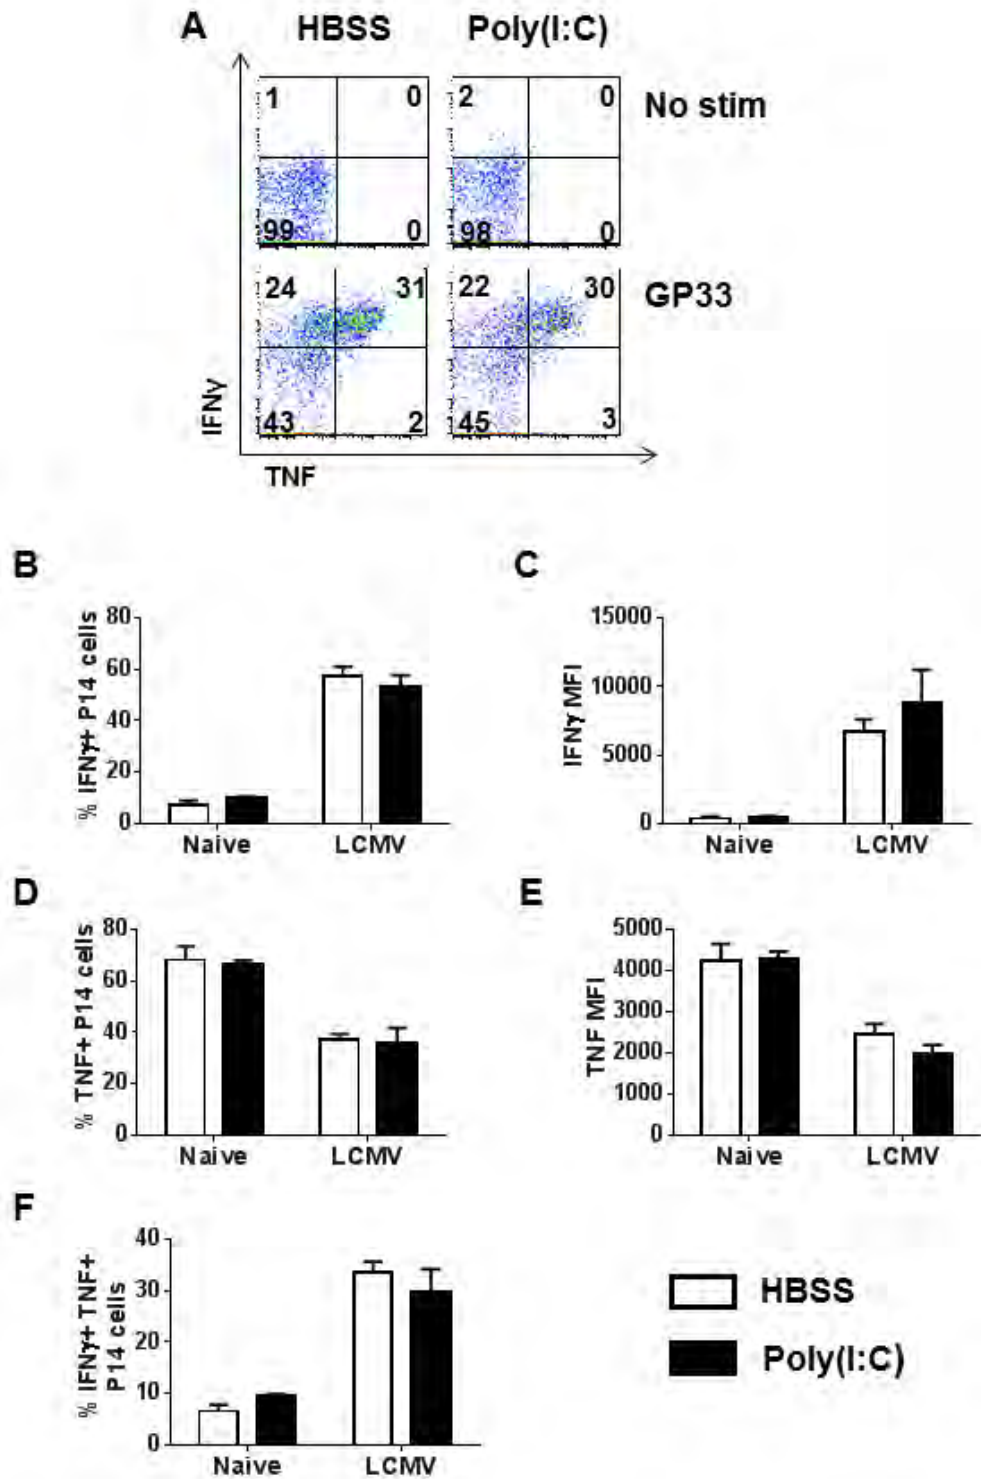 A HBSS Poly(I:C)
1 0 2 0 No stim
99 0 98 0
24 31 22 30 GP33
43 2 45 3
IFNγ
TNF
B
% IFNγ+ P14 cells
80
60
40
20
0
Naive LCMV
C
IFNγ MFI
15000
10000
5000
0
Naive LCMV
D
% TNF+ P14 cells
80
60
40
20
0
Naive LCMV
E
TNF MFI
5000
4000
3000
2000
1000
0
Naive LCMV
F
% IFNγ+ TNF+
P14 cells
40
30
20
10
0
Naive LCMV
HBSS
Poly(I:C)